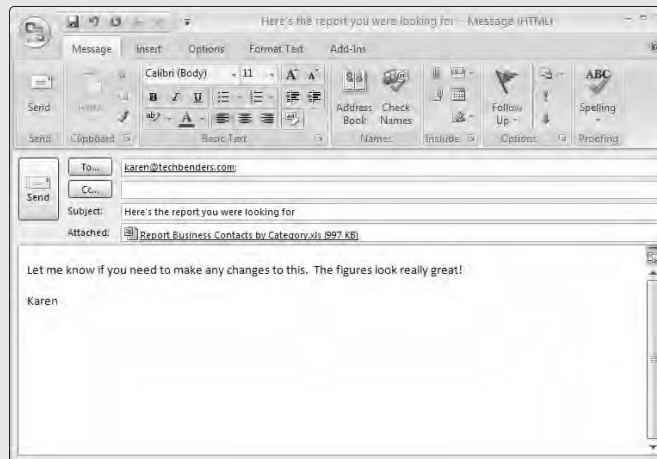 Here's the report you were looking for - Message (HTML)
Message Insert Options Format Text Add-Ins
Calibri (Body) 11 A A
Send Address Book Check Names Follow Up Spelling
B I U
ab A
ABC
Send Clipboard Basic Text Names Include Options Proofing
To... karen@techbenders.com;
Cc...
Send
Subject: Here's the report you were looking for
Attached: Report Business Contacts by Category.xls (997 KB)
Let me know if you need to make any changes to this. The figures look really great!
Karen